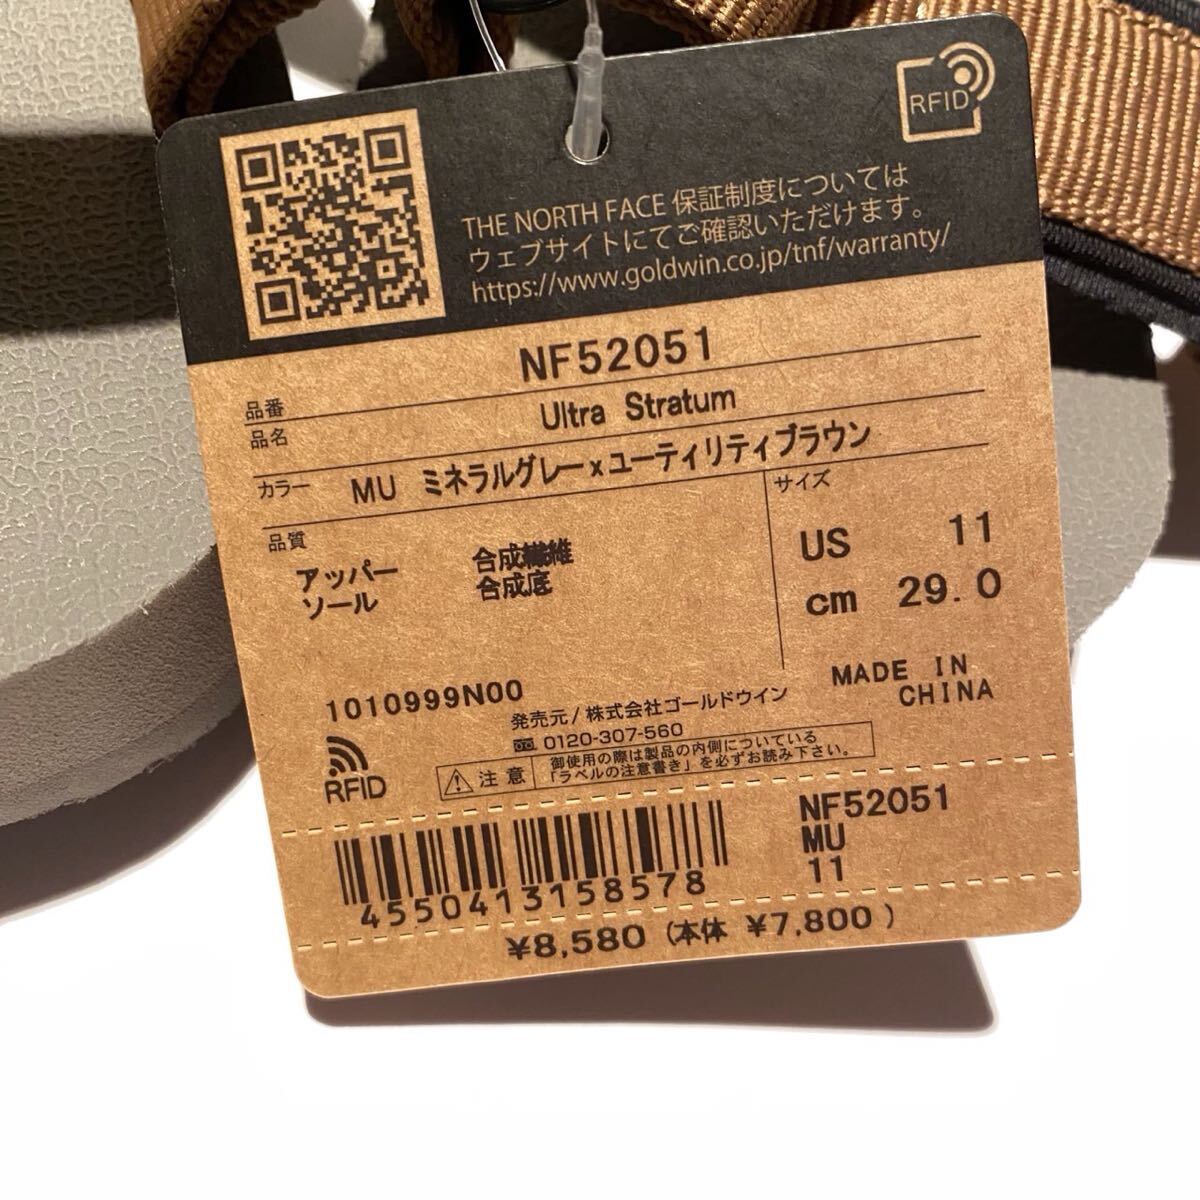 RFID
THE NORTH FACE 保証制度については
ウェブサイトにてご確認いただけます。
https://www.goldwin.co.jp/tnf/warranty/
品番 NF52051
品名 Ultra Stratum
カラー MU ミネラルグレー×ユーティリティブラウン
品質
アッパー 合成繊維
ソール 合成底
サイズ
US 11
cm 29.0
1010999N00
MADE IN
CHINA
発売元/株式会社ゴールドウイン
0120-307-560
RFID
注意
御使用の際は製品の内側についている
「ラベルの注意書き」を必ずお読み下さい。
4550413158578
NF52051
MU
11
¥8,580 (本体 ¥7,800)